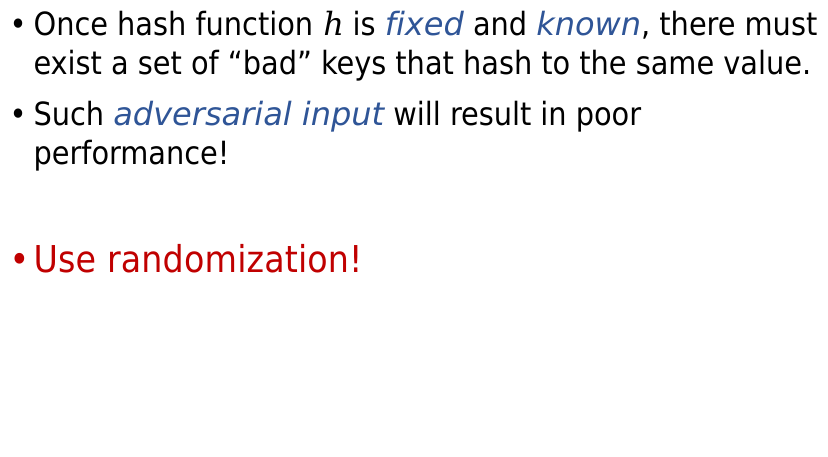 • Once hash function h is fixed and known, there must
exist a set of “bad” keys that hash to the same value.
• Such adversarial input will result in poor
performance!
• Use randomization!